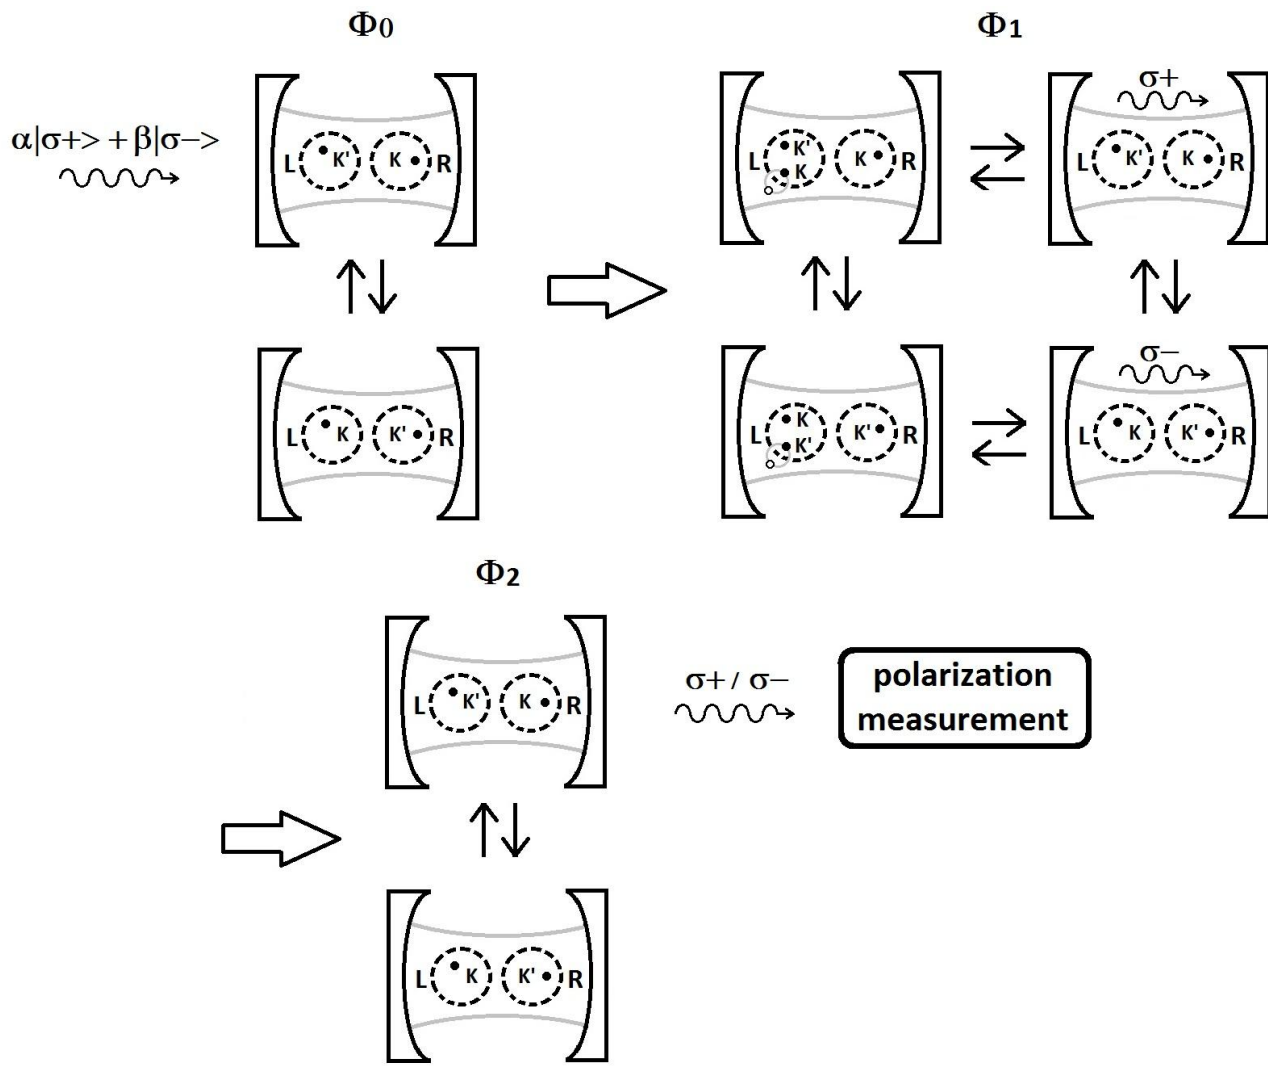 Φ0
Φ1
α|σ+> + β|σ−>
L K' K R
L K' K K R
σ+
L K' K R
L K K' R
L K K' K' R
σ−
L K K' R
Φ2
L K' K R
σ+ / σ−
polarization
measurement
L K K' R